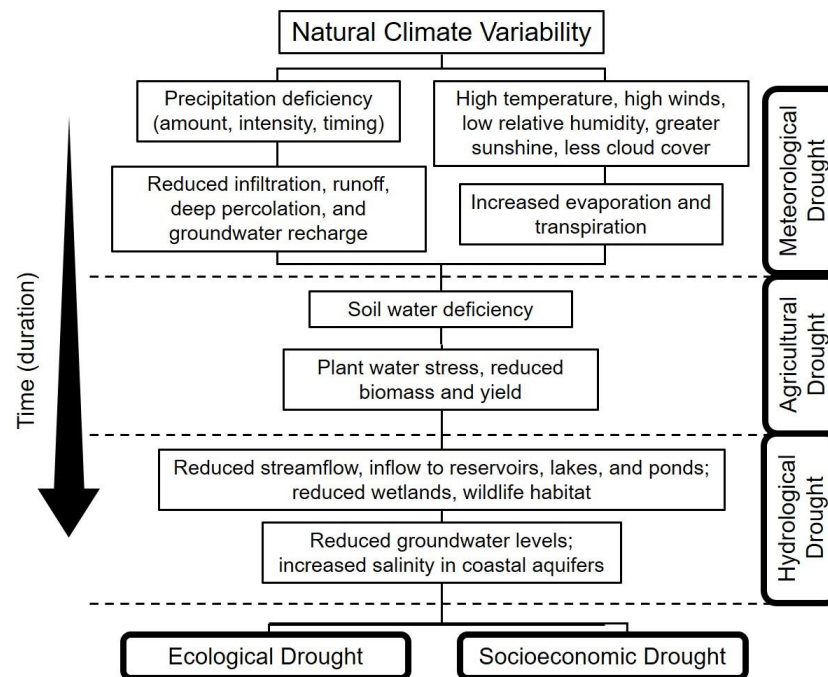 Natural Climate Variability
Precipitation deficiency
(amount, intensity, timing)
High temperature, high winds,
low relative humidity, greater
sunshine, less cloud cover
Reduced infiltration, runoff,
deep percolation, and
groundwater recharge
Increased evaporation and
transpiration
Meteorological
Drought
Time (duration)
Soil water deficiency
Plant water stress, reduced
biomass and yield
Agricultural
Drought
Reduced streamflow, inflow to reservoirs, lakes, and ponds;
reduced wetlands, wildlife habitat
Reduced groundwater levels;
increased salinity in coastal aquifers
Hydrological
Drought
Ecological Drought
Socioeconomic Drought